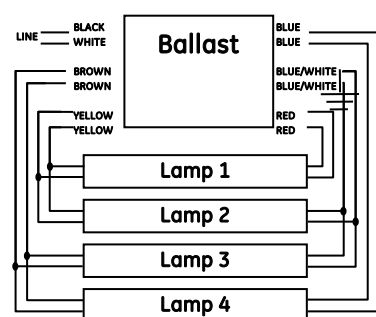 BLACK
LINE
WHITE
Ballast
BLUE
BLUE
BROWN
BROWN
BLUE/WHITE
BLUE/WHITE
YELLOW
YELLOW
RED
RED
Lamp 1
Lamp 2
Lamp 3
Lamp 4